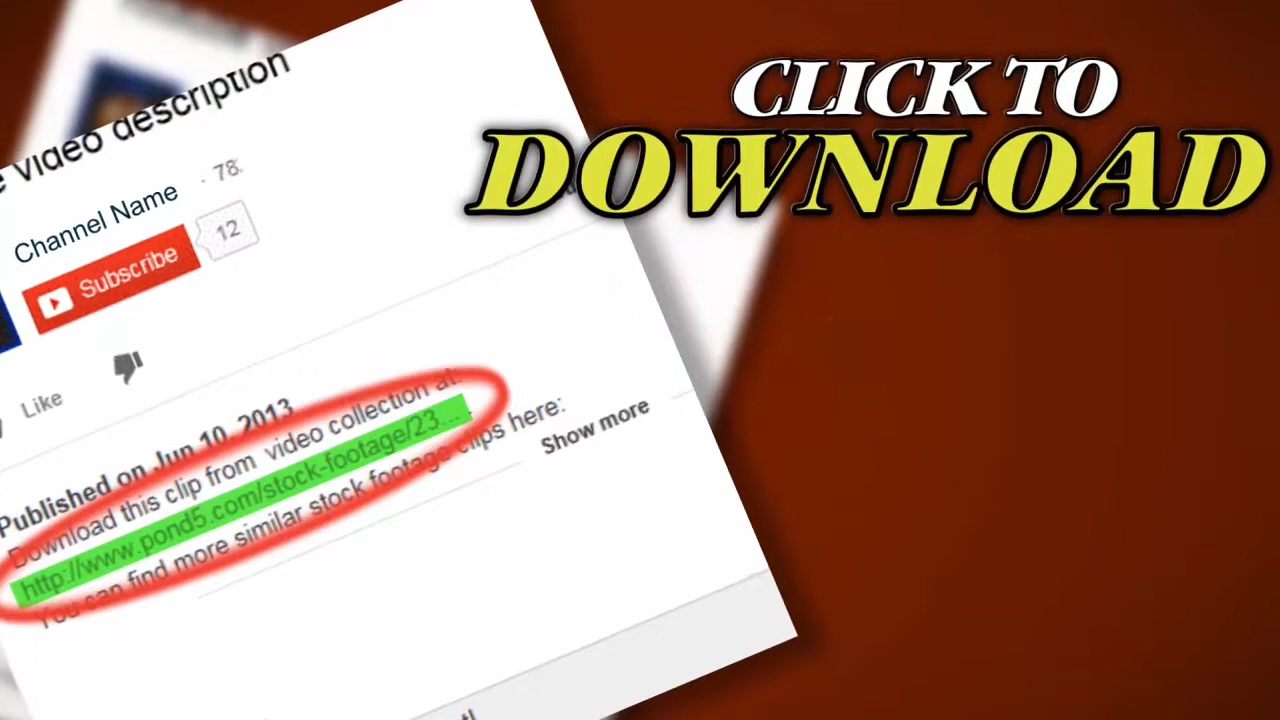 CLICK TO
DOWNLOAD
video description
Channel Name
78
Subscribe
12
Like
Published on Jun 10, 2013
Download this clip from video collection at:
http://www.pond5.com/stock-footage/23...
You can find more similar stock footage clips here:
Show more